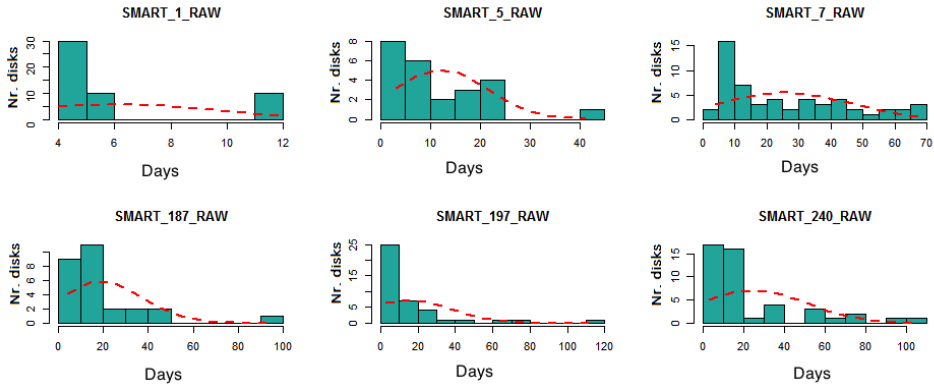 SMART_1_RAW
SMART_5_RAW
SMART_7_RAW
Nr. disks
0 10 20 30
4 6 8 10 12
Days
Nr. disks
0 2 4 6 8
0 10 20 30 40
Days
Nr. disks
0 5 10 15
0 10 20 30 40 50 60 70
Days
SMART_187_RAW
SMART_197_RAW
SMART_240_RAW
Nr. disks
0 2 4 6 8
0 20 40 60 80 100
Days
Nr. disks
0 5 15 25
0 20 40 60 80 100 120
Days
Nr. disks
0 5 10 15
0 20 40 60 80 100
Days